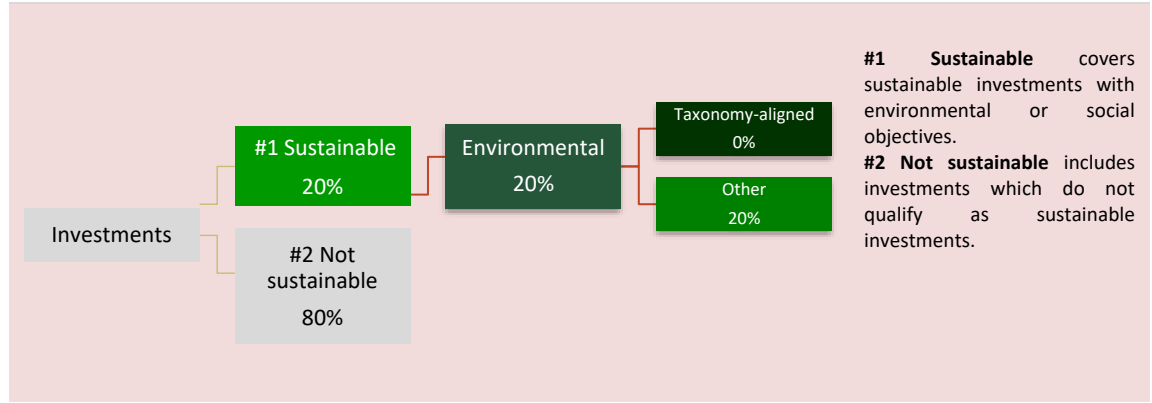 Investments
#1 Sustainable
20%
#2 Not
sustainable
80%
Environmental
20%
Taxonomy-aligned
0%
Other
20%
#1 Sustainable covers
sustainable investments with
environmental or social
objectives.
#2 Not sustainable includes
investments which do not
qualify as sustainable
investments.